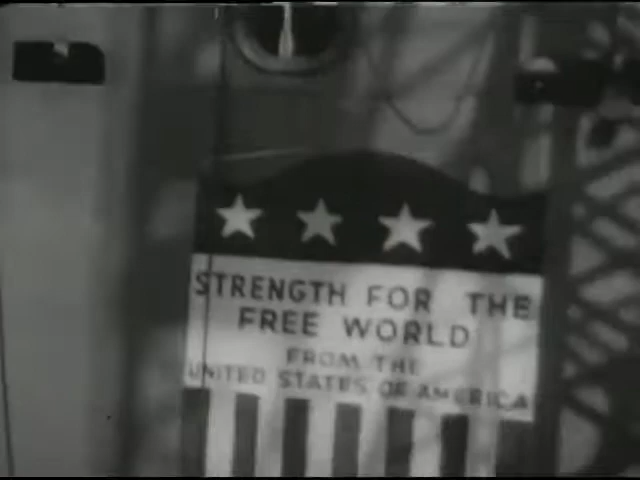 STRENGTH FOR THE
FREE WORLD
FROM THE
UNITED STATES OF AMERICA